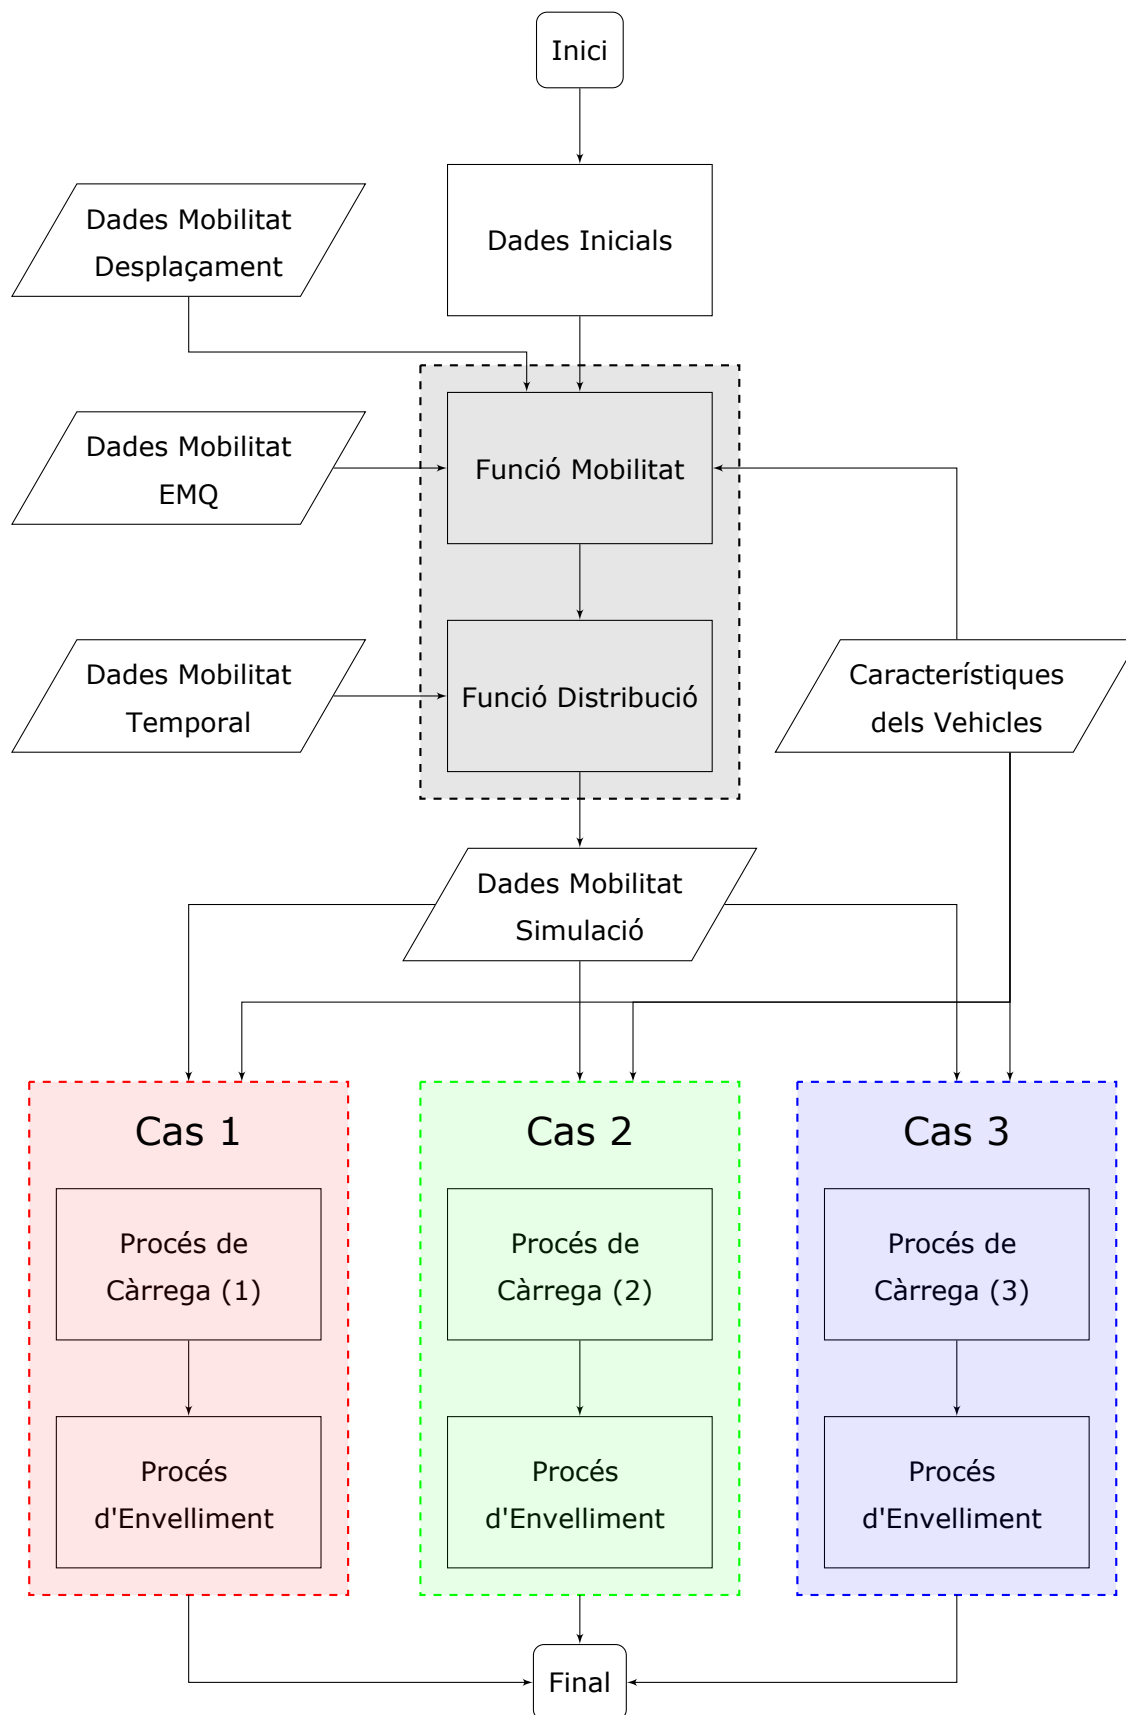 Inici
Dades Mobilitat
Desplaçament
Dades Inicials
Dades Mobilitat
EMQ
Funció Mobilitat
Dades Mobilitat
Temporal
Funció Distribució
Característiques
dels Vehicles
Dades Mobilitat
Simulació
Cas 1
Procés de
Càrrega (1)
Procés
d'Envelliment
Cas 2
Procés de
Càrrega (2)
Procés
d'Envelliment
Cas 3
Procés de
Càrrega (3)
Procés
d'Envelliment
Final